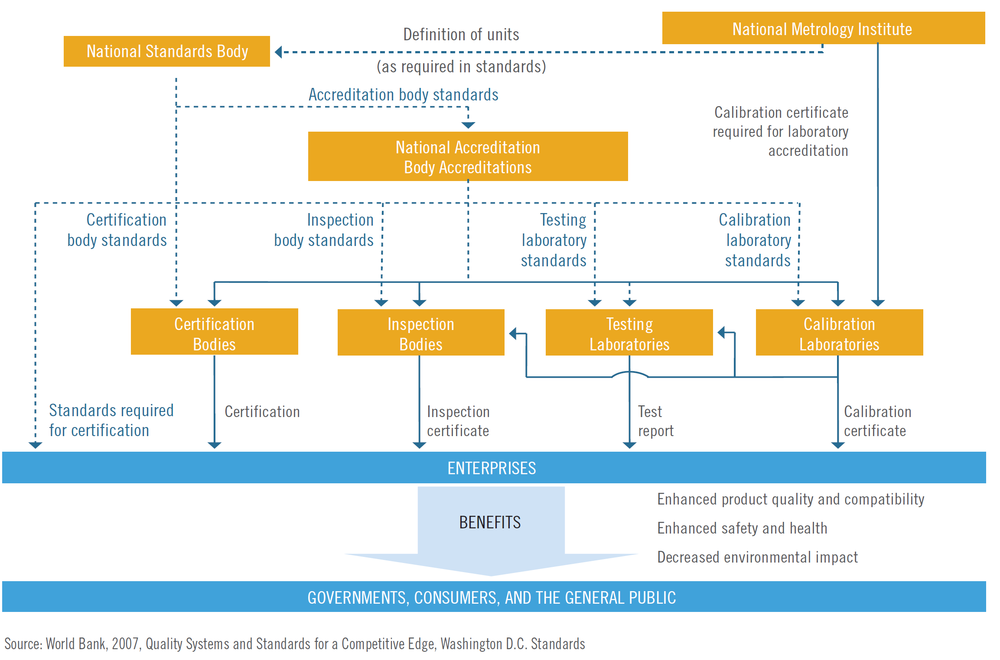 National Metrology Institute
Definition of units
National Standards Body
(as required in standards)
Accreditation body standards
Calibration certificate
required for laboratory
accreditation
National Accreditation
Body Accreditations
Certification
body standards
Inspection
body standards
Testing
laboratory
standards
Calibration
laboratory
standards
Certification
Bodies
Inspection
Bodies
Testing
Laboratories
Calibration
Laboratories
Standards required
for certification
Certification
Inspection
certificate
Test
report
Calibration
certificate
ENTERPRISES
BENEFITS
Enhanced product quality and compatibility
Enhanced safety and health
Decreased environmental impact
GOVERNMENTS, CONSUMERS, AND THE GENERAL PUBLIC
Source: World Bank, 2007, Quality Systems and Standards for a Competitive Edge, Washington D.C. Standards